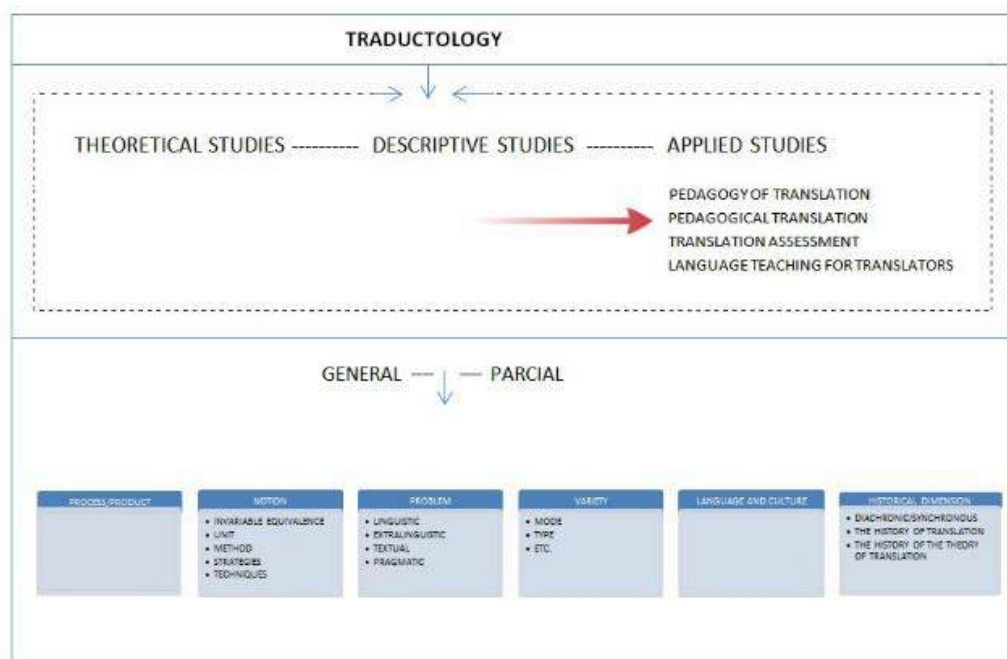 TRADUCTOLOGY
THEORETICAL STUDIES ---------- DESCRIPTIVE STUDIES ---------- APPLIED STUDIES
PEDAGOGY OF TRANSLATION
PEDAGOGICAL TRANSLATION
TRANSLATION ASSESSMENT
LANGUAGE TEACHING FOR TRANSLATORS
GENERAL --- --- PARCIAL
PROCESS/PRODUCT
NOTION
• INVARIABLE EQUIVALENCE
• UNIT
• METHOD
• STRATEGIES
• TECHNIQUES
PROBLEM
• LINGUISTIC
• EXTRALINGUISTIC
• TEXTUAL
• PRAGMATIC
VARIETY
• MODE
• TYPE
• ETC.
LANGUAGE AND CULTURE
HISTORICAL DIMENSION
• DIACHRONIC/SYNCHRONOUS
• THE HISTORY OF TRANSLATION
• THE HISTORY OF THE THEORY
OF TRANSLATION